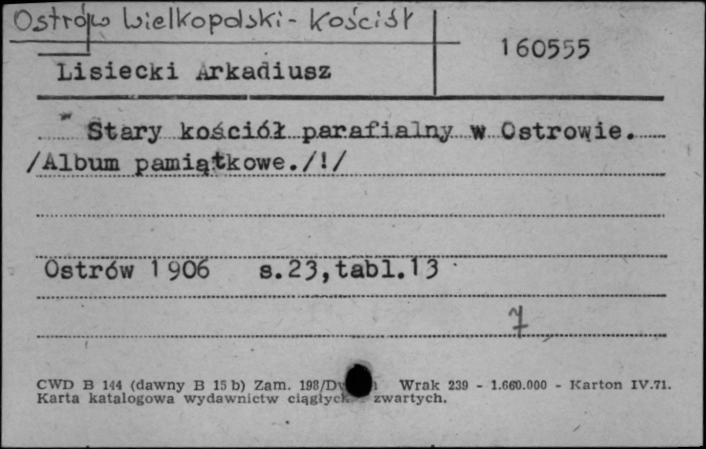 Ostrów Wielkopolski - kościół
160555
Lisiecki Arkadiusz
" Stary kościół parafialny w Ostrowie.
/Album pamiątkowe./!/
Ostrów 1906 s.23,tabl.13
7
CWD B 144 (dawny B 15 b) Zam. 198/ Wrak 239 - 1.660.000 - Karton IV.71.
Karta katalogowa wydawnictw zwartych.